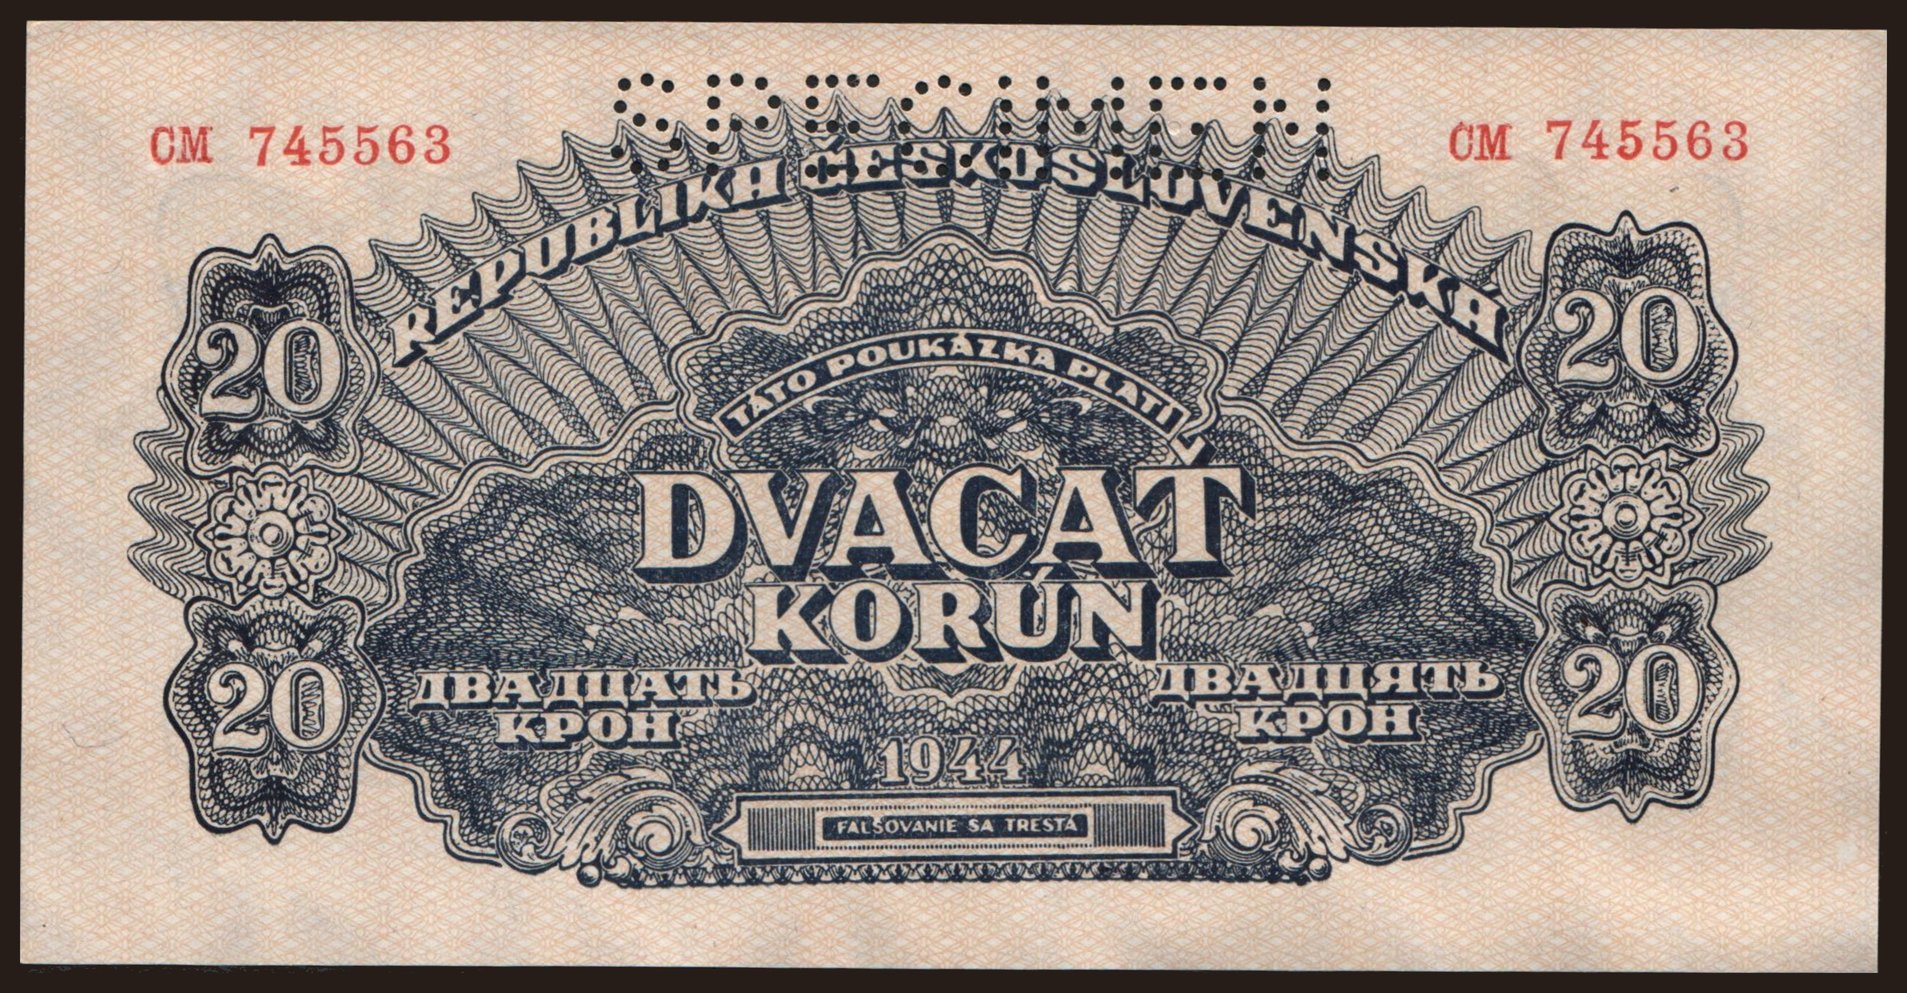 SPECIMEN
CM 745563
CM 745563
REPUBLIKA ČESKOSLOVENSKÁ
20
20
TÁTO POUKÁZKA PLATÍ
DVACAŤ
KORÚN
20
20
ДВАДЦАТЬ
КРОН
ДВАДЦЯТЬ
КРОН
1944
FALŠOVANIE SA TRESTÁ